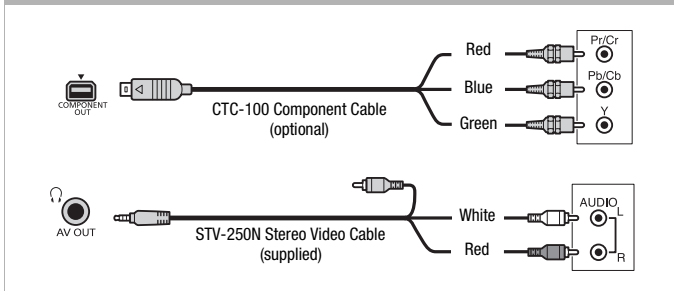 Red
Pr/Cr
Blue
Pb/Cb
COMPONENT
OUT
CTC-100 Component Cable
(optional)
Green
Y
AV OUT
STV-250N Stereo Video Cable
(supplied)
White
AUDIO
L
Red
R